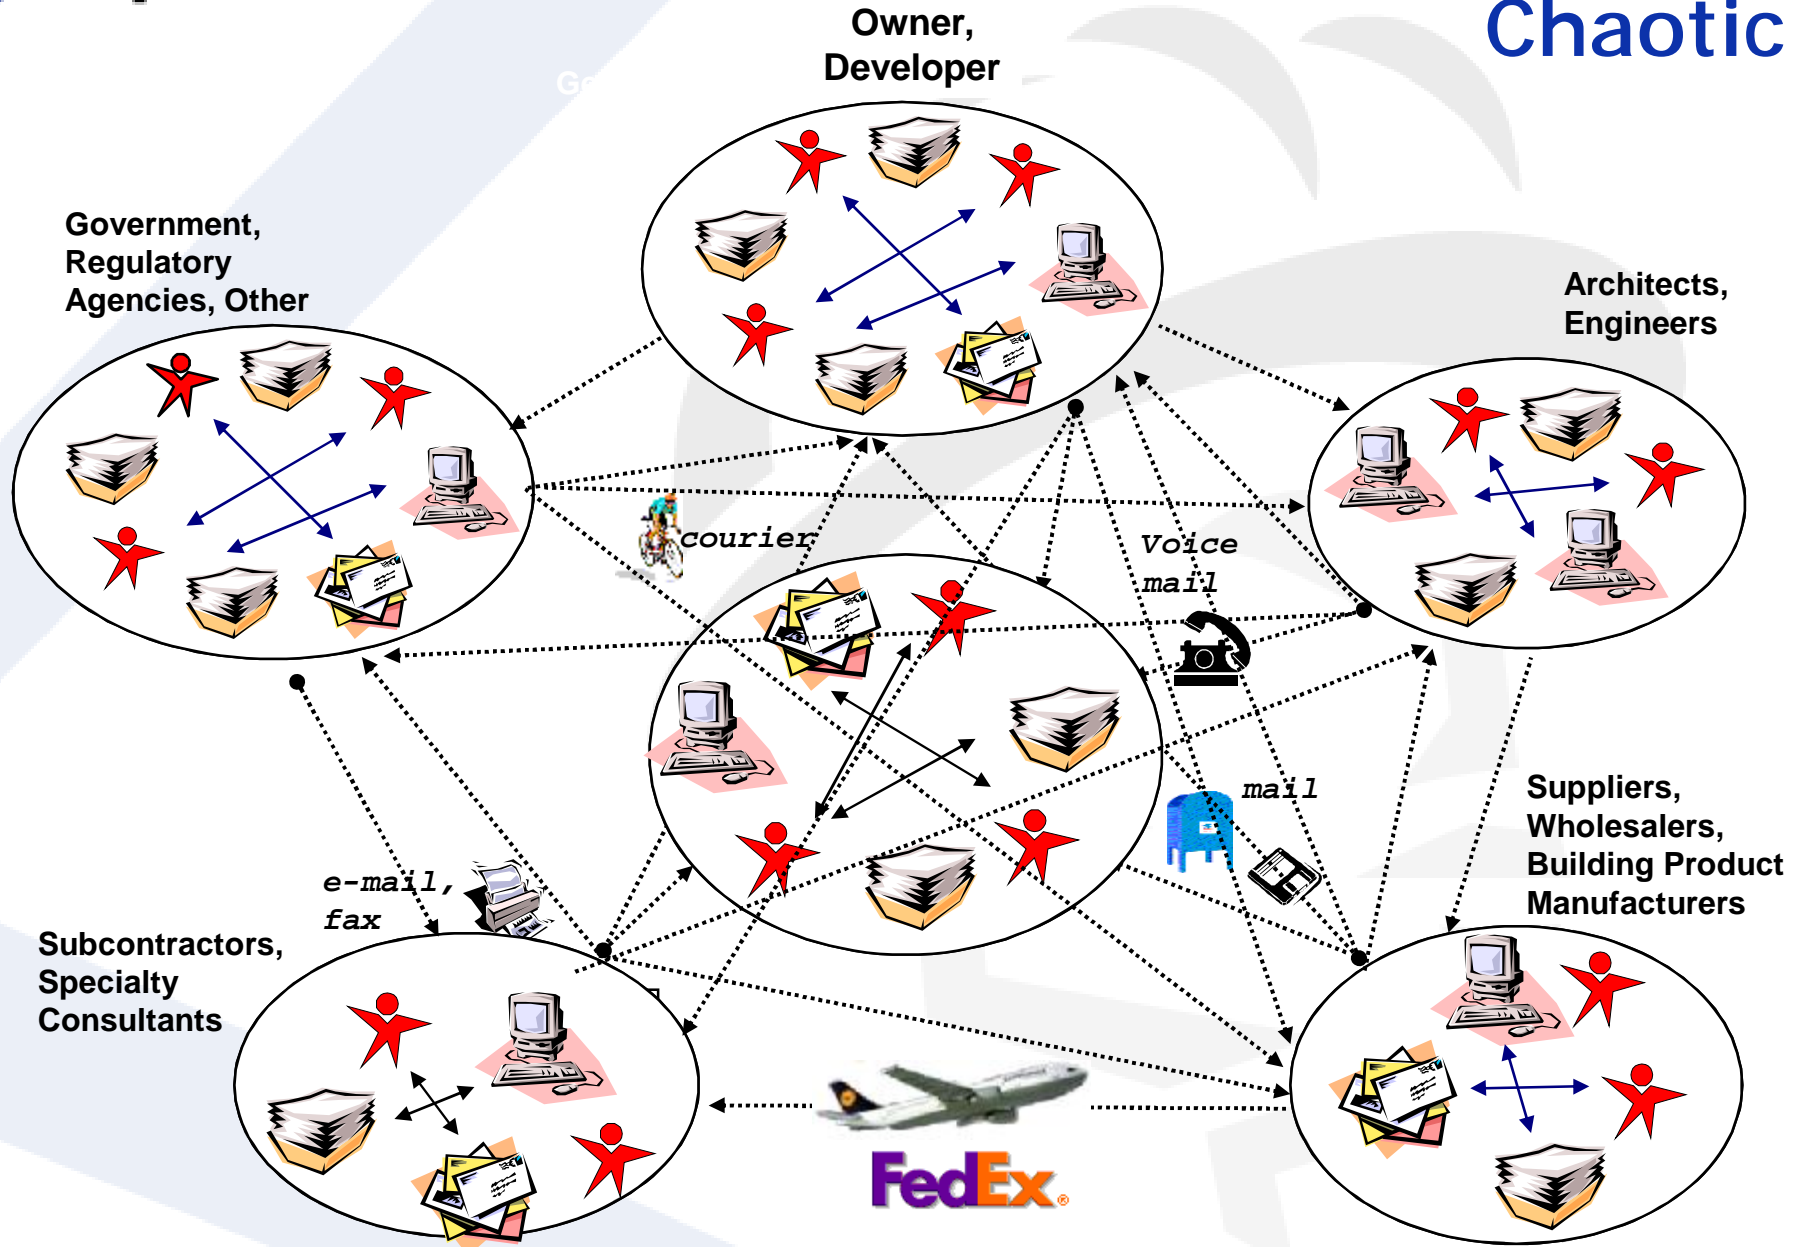 Chaotic
Owner,
Developer
Government,
Regulatory
Agencies, Other
Architects,
Engineers
courier
Voice
mail
mail
Suppliers,
Wholesalers,
Building Product
Manufacturers
e-mail,
fax
Subcontractors,
Specialty
Consultants
FedEx®